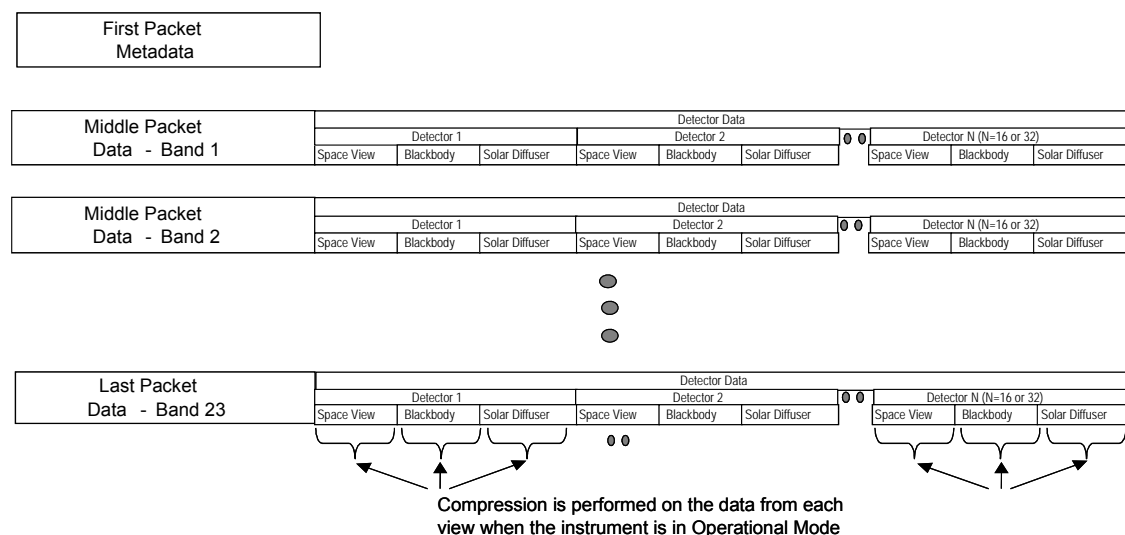 First Packet
Metadata
Middle Packet
Data - Band 1
Detector Data
Detector 1 Detector 2 Detector N (N=16 or 32)
Space View Blackbody Solar Diffuser Space View Blackbody Solar Diffuser Space View Blackbody Solar Diffuser
Middle Packet
Data - Band 2
Detector Data
Detector 1 Detector 2 Detector N (N=16 or 32)
Space View Blackbody Solar Diffuser Space View Blackbody Solar Diffuser Space View Blackbody Solar Diffuser
Last Packet
Data - Band 23
Detector Data
Detector 1 Detector 2 Detector N (N=16 or 32)
Space View Blackbody Solar Diffuser Space View Blackbody Solar Diffuser Space View Blackbody Solar Diffuser
Compression is performed on the data from each
view when the instrument is in Operational Mode